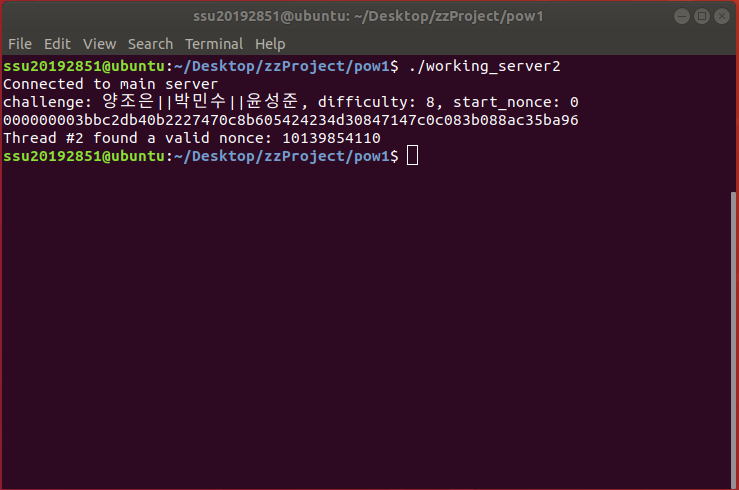 ssu20192851@ubuntu: ~/Desktop/zzProject/pow1
File Edit View Search Terminal Help
ssu20192851@ubuntu:~/Desktop/zzProject/pow1$ ./working_server2
Connected to main server
challenge: 양조은||박민수||윤성준, difficulty: 8, start_nonce: 0
000000003bbc2db40b2227470c8b605424234d30847147c0c083b088ac35ba96
Thread #2 found a valid nonce: 10139854110
ssu20192851@ubuntu:~/Desktop/zzProject/pow1$